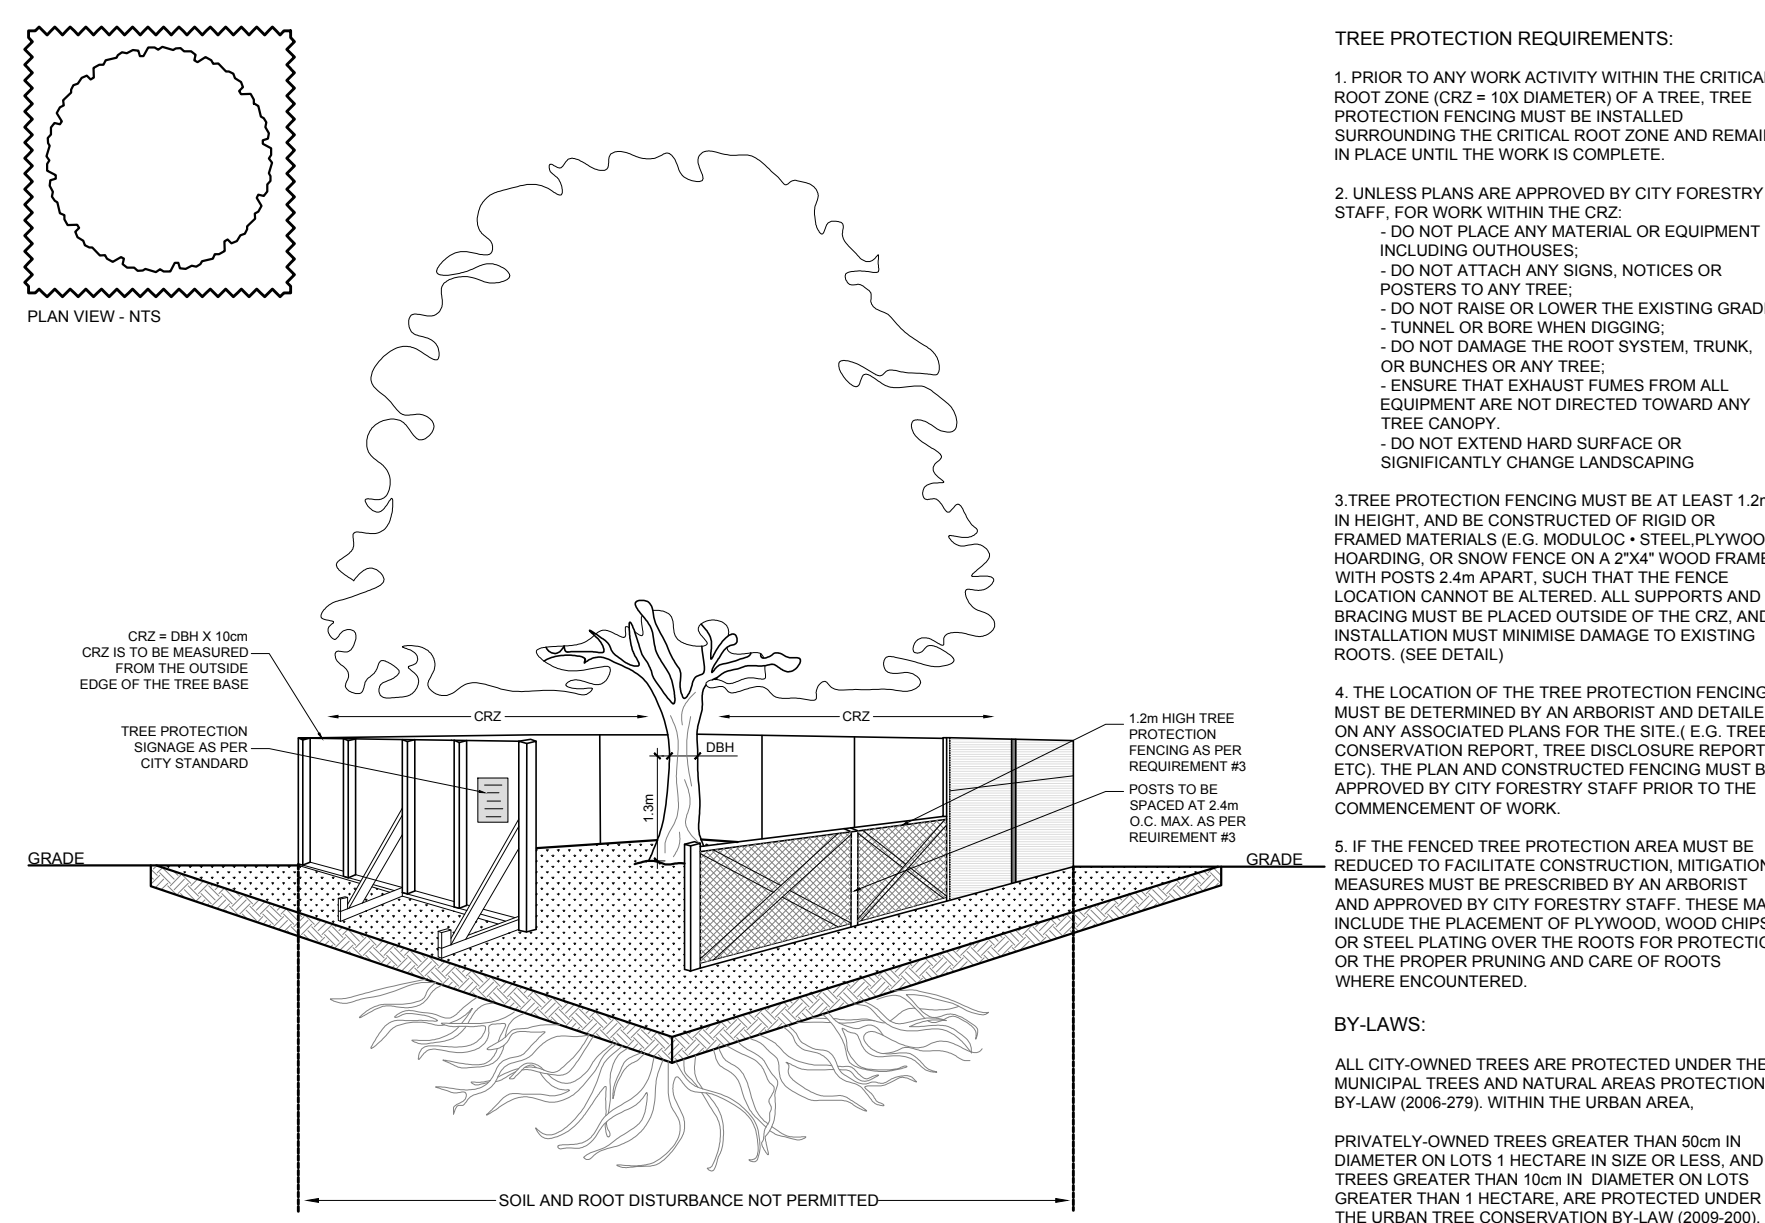 PLAN VIEW - NTS
CRZ = DBH X 10cm
CRZ IS TO BE MEASURED
FROM THE OUTSIDE
EDGE OF THE TREE BASE
TREE PROTECTION
SIGNAGE AS PER
CITY STANDARD
CRZ
CRZ
DBH
1.3m
1.2m HIGH TREE
PROTECTION
FENCING AS PER
REQUIREMENT #3
POSTS TO BE
SPACED AT 2.4m
O.C. MAX. AS PER
REUIREMENT #3
GRADE
GRADE
SOIL AND ROOT DISTURBANCE NOT PERMITTED
TREE PROTECTION REQUIREMENTS:
1. PRIOR TO ANY WORK ACTIVITY WITHIN THE CRITICAL
ROOT ZONE (CRZ = 10X DIAMETER) OF A TREE, TREE
PROTECTION FENCING MUST BE INSTALLED
SURROUNDING THE CRITICAL ROOT ZONE AND REMAI
IN PLACE UNTIL THE WORK IS COMPLETE.
2. UNLESS PLANS ARE APPROVED BY CITY FORESTRY
STAFF, FOR WORK WITHIN THE CRZ:
- DO NOT PLACE ANY MATERIAL OR EQUIPMENT
INCLUDING OUTHOUSES;
- DO NOT ATTACH ANY SIGNS, NOTICES OR
POSTERS TO ANY TREE;
- DO NOT RAISE OR LOWER THE EXISTING GRAD
- TUNNEL OR BORE WHEN DIGGING;
- DO NOT DAMAGE THE ROOT SYSTEM, TRUNK,
OR BUNCHES OR ANY TREE;
- ENSURE THAT EXHAUST FUMES FROM ALL
EQUIPMENT ARE NOT DIRECTED TOWARD ANY
TREE CANOPY.
- DO NOT EXTEND HARD SURFACE OR
SIGNIFICANTLY CHANGE LANDSCAPING
3.TREE PROTECTION FENCING MUST BE AT LEAST 1.2m
IN HEIGHT, AND BE CONSTRUCTED OF RIGID OR
FRAMED MATERIALS (E.G. MODULOC • STEEL,PLYWOO
HOARDING, OR SNOW FENCE ON A 2"X4" WOOD FRAME
WITH POSTS 2.4m APART, SUCH THAT THE FENCE
LOCATION CANNOT BE ALTERED. ALL SUPPORTS AND
BRACING MUST BE PLACED OUTSIDE OF THE CRZ, AND
INSTALLATION MUST MINIMISE DAMAGE TO EXISTING
ROOTS. (SEE DETAIL)
4. THE LOCATION OF THE TREE PROTECTION FENCING
MUST BE DETERMINED BY AN ARBORIST AND DETAILE
ON ANY ASSOCIATED PLANS FOR THE SITE.( E.G. TREE
CONSERVATION REPORT, TREE DISCLOSURE REPORT
ETC). THE PLAN AND CONSTRUCTED FENCING MUST B
APPROVED BY CITY FORESTRY STAFF PRIOR TO THE
COMMENCEMENT OF WORK.
5. IF THE FENCED TREE PROTECTION AREA MUST BE
REDUCED TO FACILITATE CONSTRUCTION, MITIGATION
MEASURES MUST BE PRESCRIBED BY AN ARBORIST
AND APPROVED BY CITY FORESTRY STAFF. THESE MA
INCLUDE THE PLACEMENT OF PLYWOOD, WOOD CHIPS
OR STEEL PLATING OVER THE ROOTS FOR PROTECTIO
OR THE PROPER PRUNING AND CARE OF ROOTS
WHERE ENCOUNTERED.
BY-LAWS:
ALL CITY-OWNED TREES ARE PROTECTED UNDER THE
MUNICIPAL TREES AND NATURAL AREAS PROTECTION
BY-LAW (2006-279). WITHIN THE URBAN AREA,
PRIVATELY-OWNED TREES GREATER THAN 50cm IN
DIAMETER ON LOTS 1 HECTARE IN SIZE OR LESS, AND
TREES GREATER THAN 10cm IN DIAMETER ON LOTS
GREATER THAN 1 HECTARE, ARE PROTECTED UNDER
THE URBAN TREE CONSERVATION BY-LAW (2009-200).